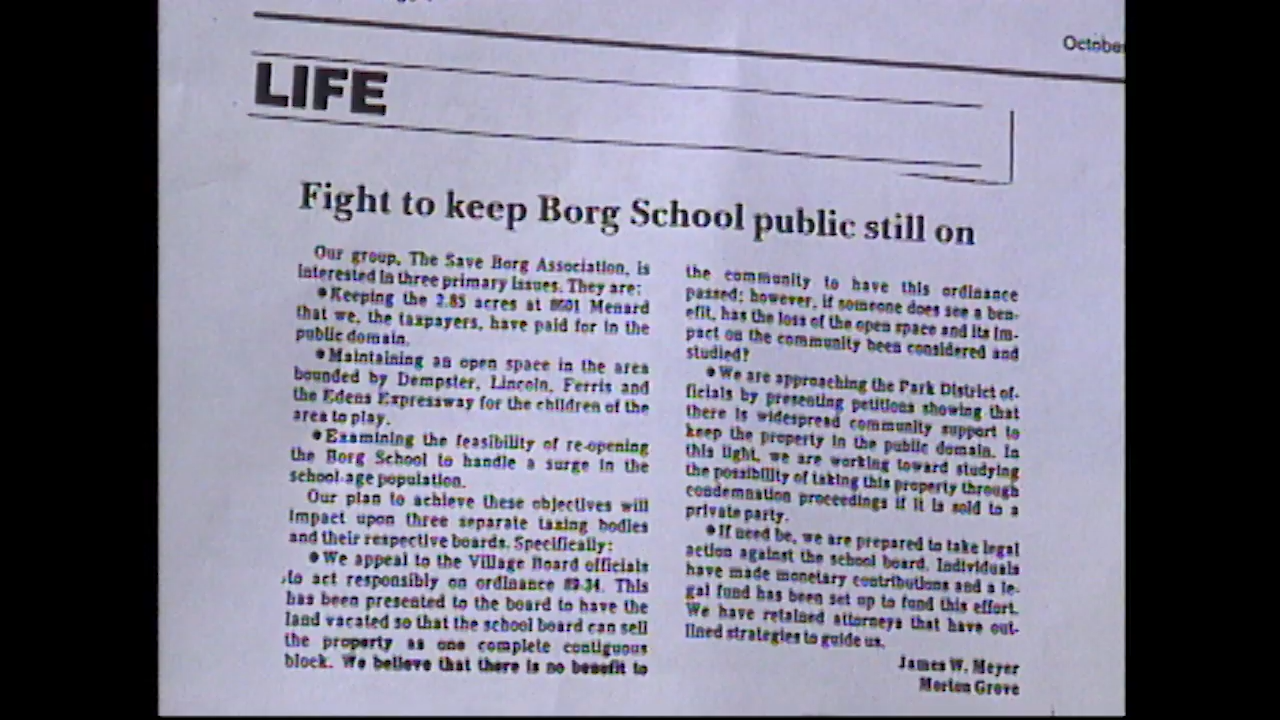 Octobe
LIFE
Fight to keep Borg School public still on
Our group, The Save Borg Association, is
interested in three primary issues. They are:
•Keeping the 2.85 acres at 8601 Menard
that we, the taxpayers, have paid for in the
public domain.
•Maintaining an open space in the area
bounded by Dempster, Lincoln, Ferris and
the Edens Expressway for the children of the
area to play.
•Examining the feasibility of re-opening
the Borg School to handle a surge in the
school-age population.
Our plan to achieve these objectives will
impact upon three separate taxing bodies
and their respective boards. Specifically:
•We appeal to the Village Board officials
to act responsibly on ordinance 89-34. This
has been presented to the board to have the
land vacated so that the school board can sell
the property as one complete contiguous
block. We believe that there is no benefit to
the community to have this ordinance
passed; however, if someone does see a ben-
efit, has the loss of the open space and its im-
pact on the community been considered and
studied?
•We are approaching the Park District of-
ficials by presenting petitions showing that
there is widespread community support to
keep the property in the public domain. In
this light, we are working toward studying
the possibility of taking this property through
condemnation proceedings if it is sold to a
private party.
•If need be, we are prepared to take legal
action against the school board. Individuals
have made monetary contributions and a le-
gal fund has been set up to fund this effort.
We have retained attorneys that have out-
lined strategies to guide us.
James W. Meyer
Morton Grove